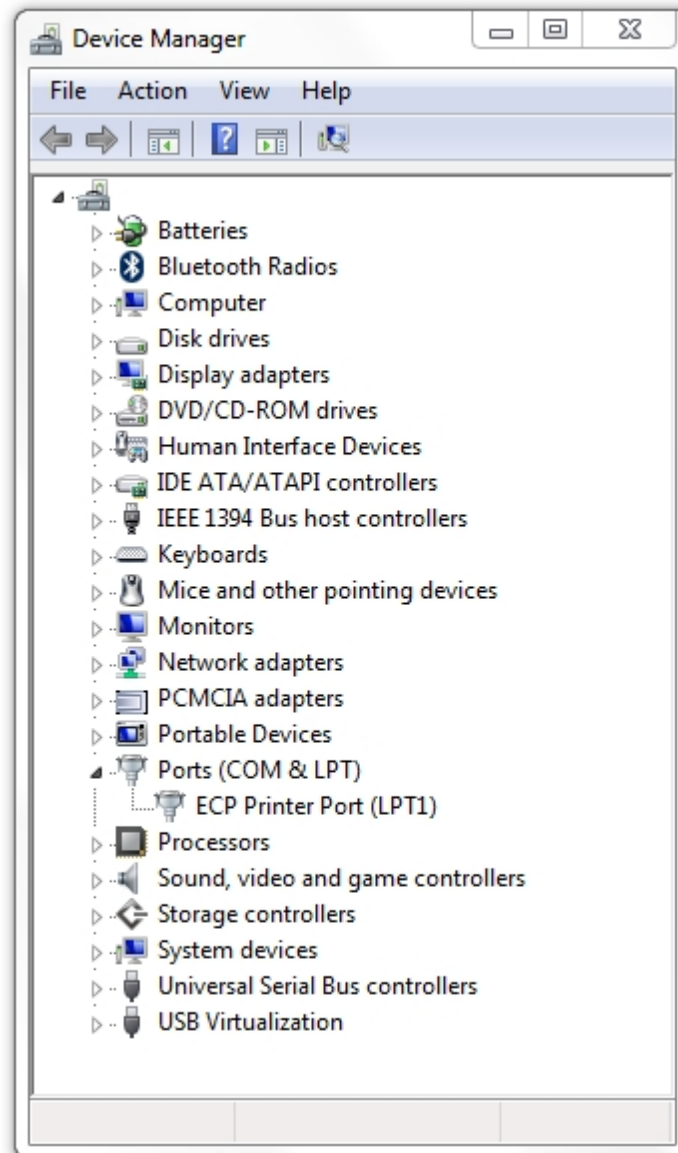 Device Manager
File Action View Help
Batteries
Bluetooth Radios
Computer
Disk drives
Display adapters
DVD/CD-ROM drives
Human Interface Devices
IDE ATA/ATAPI controllers
IEEE 1394 Bus host controllers
Keyboards
Mice and other pointing devices
Monitors
Network adapters
PCMCIA adapters
Portable Devices
Ports (COM & LPT)
ECP Printer Port (LPT1)
Processors
Sound, video and game controllers
Storage controllers
System devices
Universal Serial Bus controllers
USB Virtualization